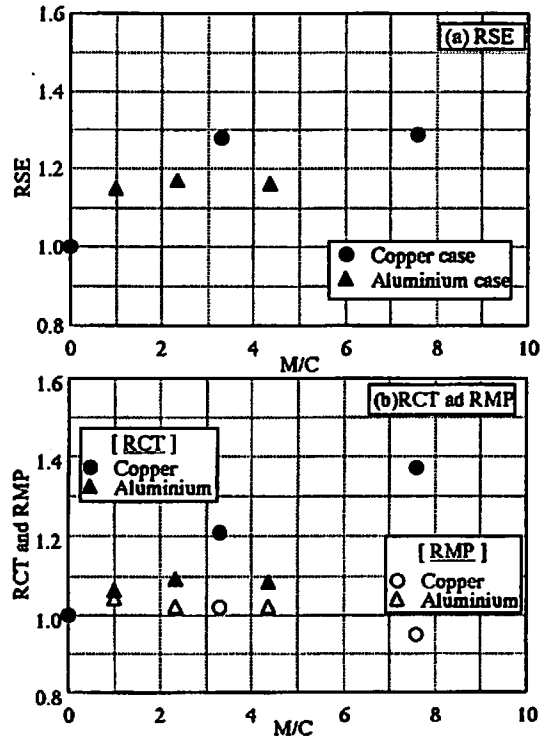 (a) RSE
1.6
1.4
1.2
1.0
0.8
RSE
Copper case
Aluminium case
0 2 4 6 8 10
M/C
(b)RCT ad RMP
1.6
1.4
1.2
1.0
0.8
RCT and RMP
[ RCT ]
Copper
Aluminium
[ RMP ]
Copper
Aluminium
0 2 4 6 8 10
M/C